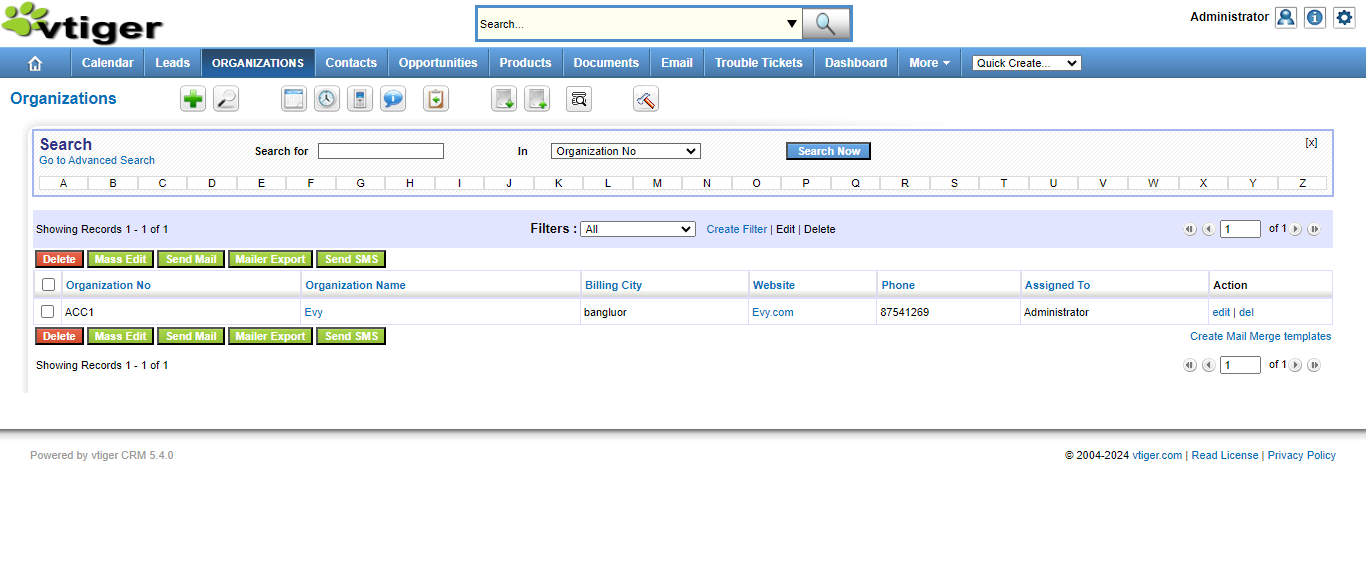 vtiger
Search...
Administrator
Calendar Leads ORGANIZATIONS Contacts Opportunities Products Documents Email Trouble Tickets Dashboard More Quick Create...
Organizations
Search
Go to Advanced Search
Search for In Organization No Search Now [x]
A B C D E F G H I J K L M N O P Q R S T U V W X Y Z
Showing Records 1 - 1 of 1 Filters : All Create Filter | Edit | Delete 1 of 1
Delete Mass Edit Send Mail Mailer Export Send SMS
Organization No Organization Name Billing City Website Phone Assigned To Action
ACC1 Evy bangluor Evy.com 87541269 Administrator edit | del
Delete Mass Edit Send Mail Mailer Export Send SMS Create Mail Merge templates
Showing Records 1 - 1 of 1 1 of 1
Powered by vtiger CRM 5.4.0 © 2004-2024 vtiger.com | Read License | Privacy Policy